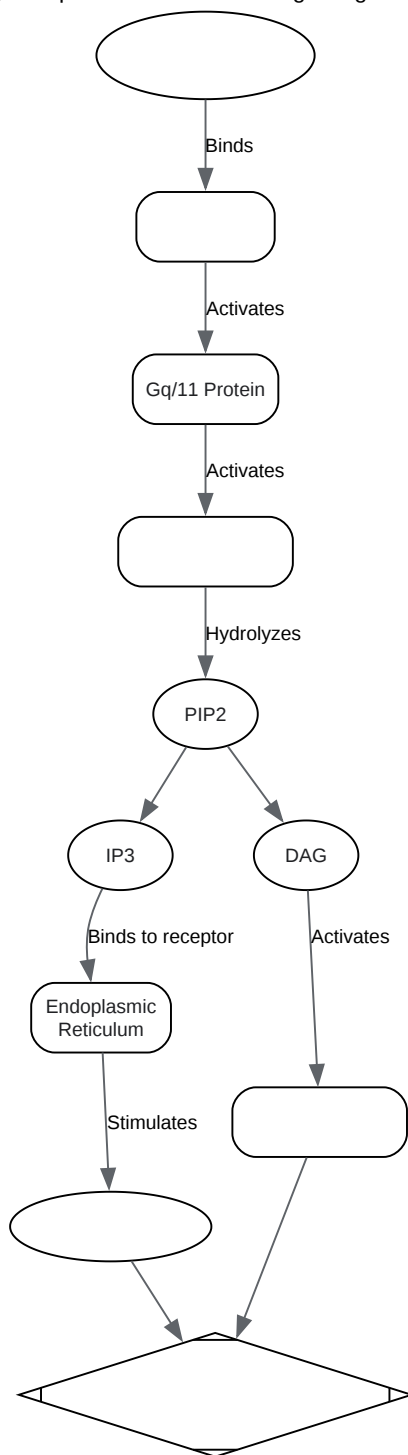 Binds
Activates
Gq/11 Protein
Activates
Hydrolyzes
PIP2
IP3
DAG
Binds to receptor
Activates
Endoplasmic
Reticulum
Stimulates